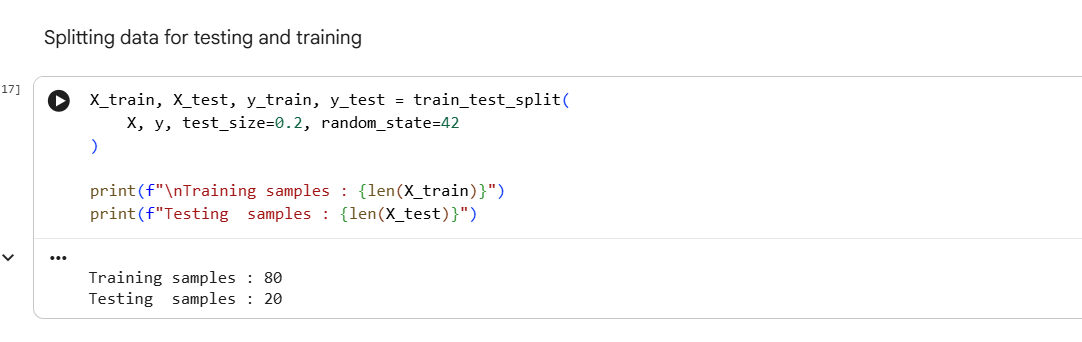 Splitting data for testing and training
17]
X_train, X_test, y_train, y_test = train_test_split(
    X, y, test_size=0.2, random_state=42
)
print(f"\nTraining samples : {len(X_train)}")
print(f"Testing  samples : {len(X_test)}")
Training samples : 80
Testing  samples : 20